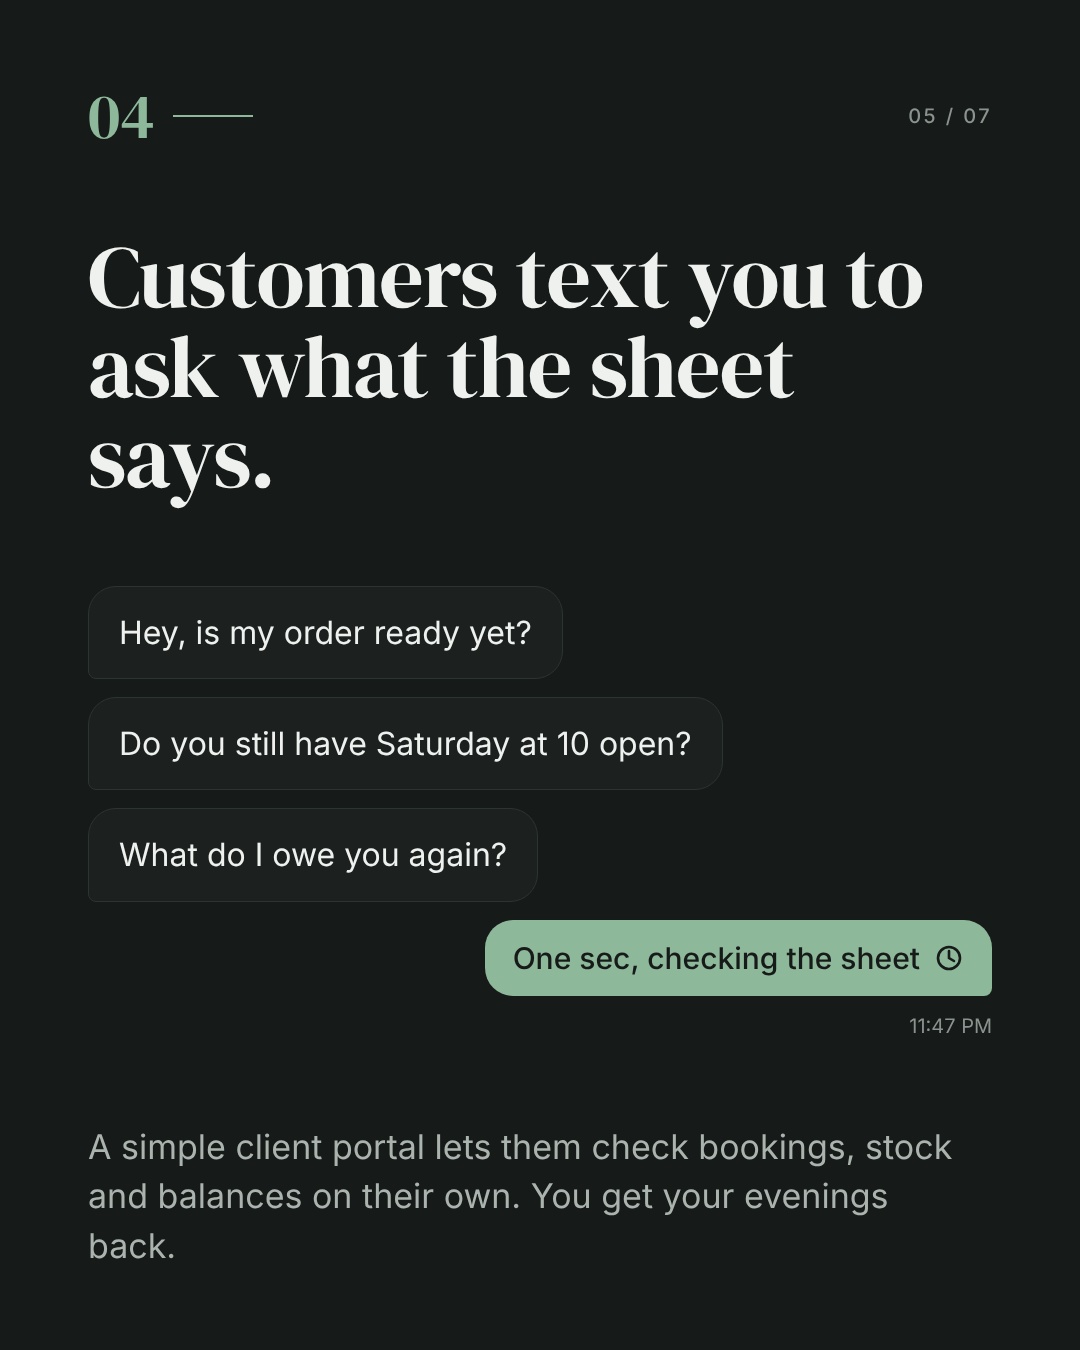 04
05 / 07
Customers text you to
ask what the sheet
says.
Hey, is my order ready yet?
Do you still have Saturday at 10 open?
What do I owe you again?
One sec, checking the sheet
11:47 PM
A simple client portal lets them check bookings, stock
and balances on their own. You get your evenings
back.